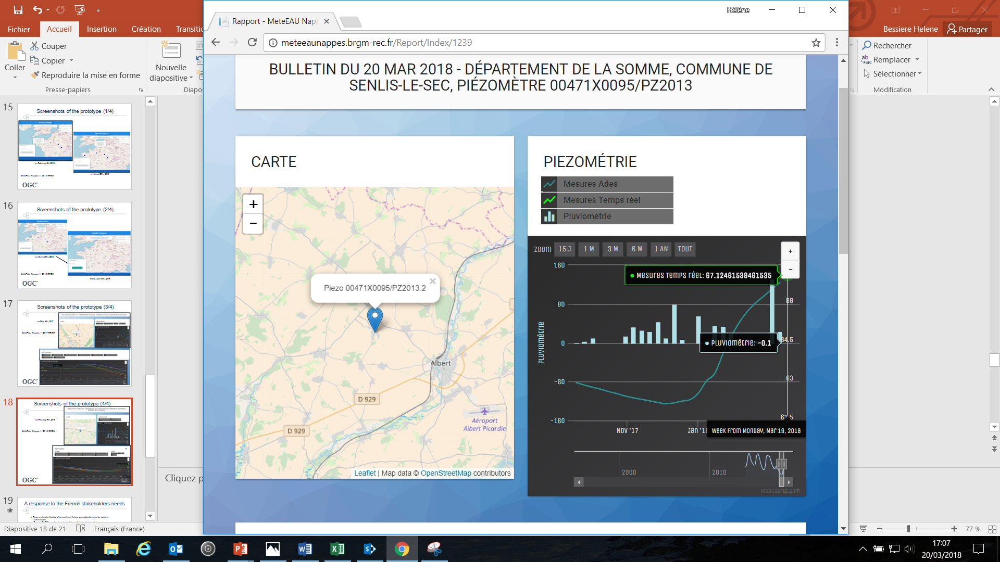 Fichier
Accueil
Insertion
Création
Transitio
Couper
Copier
Reproduire la mise en forme
Coller
Nouvelle
diapositive
Presse-papiers
Diapos
15
Screenshots of the prototype (1/4)
OGC
16
Screenshots of the prototype (2/4)
OGC
17
Screenshots of the prototype (3/4)
OGC
18
Screenshots of the prototype (4/4)
OGC
19
A response to the French stakeholders needs
Cliquez p
Diapositive 18 de 21
Français (France)
Hélène
Rapport - MeteEAU Napp
meteeaunappes.brgm-rec.fr/Report/Index/1239
BULLETIN DU 20 MAR 2018 - DÉPARTEMENT DE LA SOMME, COMMUNE DE
SENLIS-LE-SEC, PIÉZOMÈTRE 00471X0095/PZ2013
CARTE
+
−
Piezo 00471X0095/PZ2013.2
×
Albert
D 929
D 929
Aéroport
Albert Picardie
Leaflet | Map data © OpenStreetMap contributors
PIEZOMÉTRIE
Mesures Ades
Mesures Temps réel
Pluviométrie
ZOOM 15 J 1 M 3 M 6 M 1 AN TOUT
+
-
160
80
0
-80
-160
Pluviométrie
Mesures Temps réel: 67.12461538461535
66
Pluviométrie: -0.1
64.5
63
61.5
Nov '17
Jan '18
Week from Monday, Mar 19, 2018
2000
2010
Highcharts.com
Bessiere Helene
Partager
Rechercher
Remplacer
Sélectionner
Modification
77 %
17:07
20/03/2018